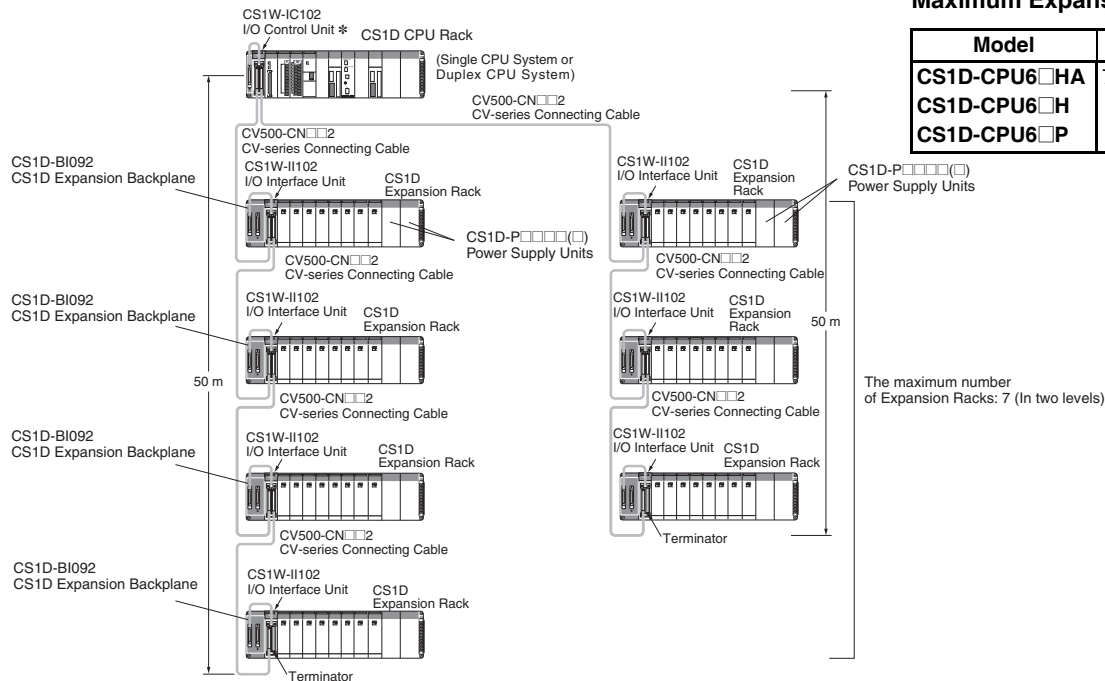 CS1W-IC102
I/O Control Unit *
CS1D CPU Rack
(Single CPU System or
Duplex CPU System)
CV500-CN□□2
CV-series Connecting Cable
CV500-CN□□2
CV-series Connecting Cable
Model
CS1D-CPU6□HA
CS1D-CPU6□H
CS1D-CPU6□P
CS1D-BI092
CS1D Expansion Backplane
CS1W-II102
I/O Interface Unit
CS1D
Expansion Rack
CS1D-P□□□□(□)
Power Supply Units
CV500-CN□□2
CV-series Connecting Cable
CS1W-II102
I/O Interface Unit
CS1D
Expansion
Rack
CS1D-P□□□□(□)
Power Supply Units
CV500-CN□□2
CV-series Connecting Cable
CS1D-BI092
CS1D Expansion Backplane
CS1W-II102
I/O Interface Unit
CS1D
Expansion Rack
CV500-CN□□2
CV-series Connecting Cable
CS1W-II102
I/O Interface Unit
CS1D
Expansion
Rack
50 m
CV500-CN□□2
CV-series Connecting Cable
50 m
The maximum number
of Expansion Racks: 7 (In two levels)
CS1D-BI092
CS1D Expansion Backplane
CS1W-II102
I/O Interface Unit
CS1D
Expansion Rack
CV500-CN□□2
CV-series Connecting Cable
CS1W-II102
I/O Interface Unit
CS1D
Expansion Rack
Terminator
CS1D-BI092
CS1D Expansion Backplane
CS1W-II102
I/O Interface Unit
CS1D
Expansion Rack
Terminator